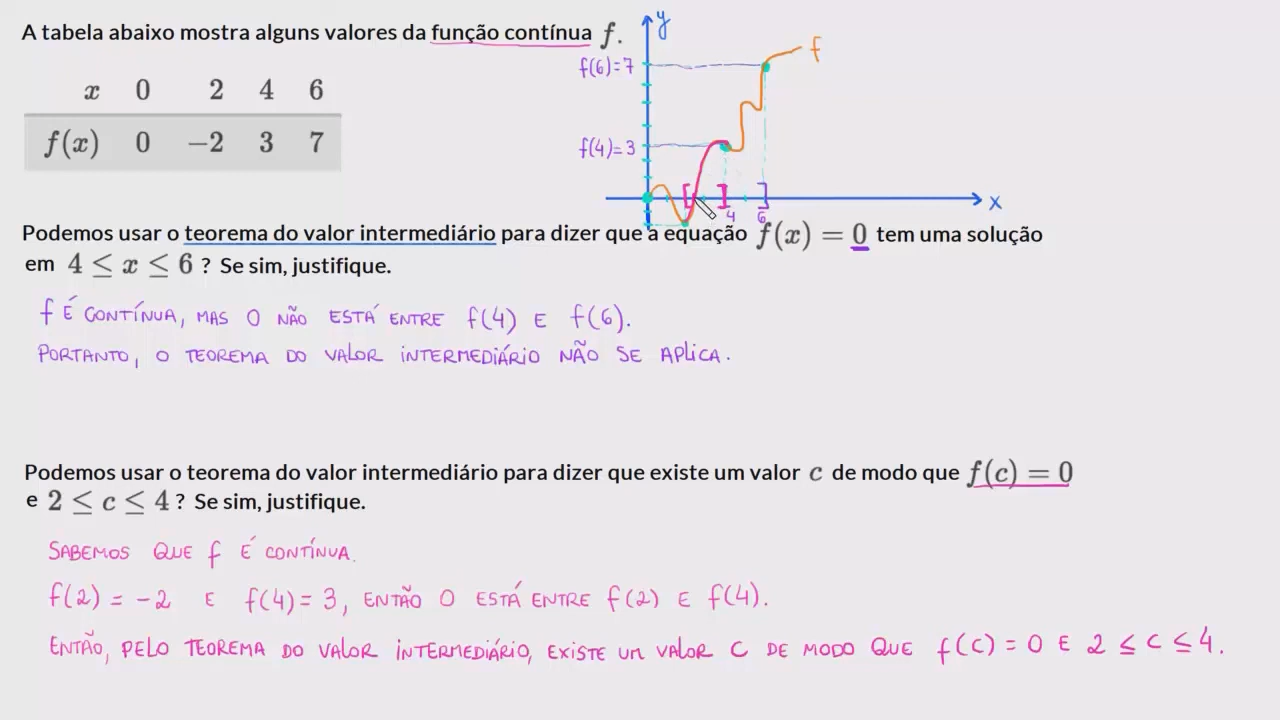 A tabela abaixo mostra alguns valores da função contínua f.
x 0 2 4 6
f(x) 0 −2 3 7
y
f
f(6)=7
f(4)=3
4 6
x
Podemos usar o teorema do valor intermediário para dizer que a equação f(x) = 0 tem uma solução
em 4 ≤ x ≤ 6 ? Se sim, justifique.
f É CONTÍNUA, MAS 0 NÃO ESTÁ ENTRE f(4) E f(6).
PORTANTO, O TEOREMA DO VALOR INTERMEDIÁRIO NÃO SE APLICA.
Podemos usar o teorema do valor intermediário para dizer que existe um valor c de modo que f(c) = 0
e 2 ≤ c ≤ 4 ? Se sim, justifique.
SABEMOS QUE f É CONTÍNUA.
f(2) = -2 E f(4) = 3, ENTÃO 0 ESTÁ ENTRE f(2) E f(4).
ENTÃO, PELO TEOREMA DO VALOR INTERMEDIÁRIO, EXISTE UM VALOR C DE MODO QUE f(C) = 0 E 2 ≤ C ≤ 4.